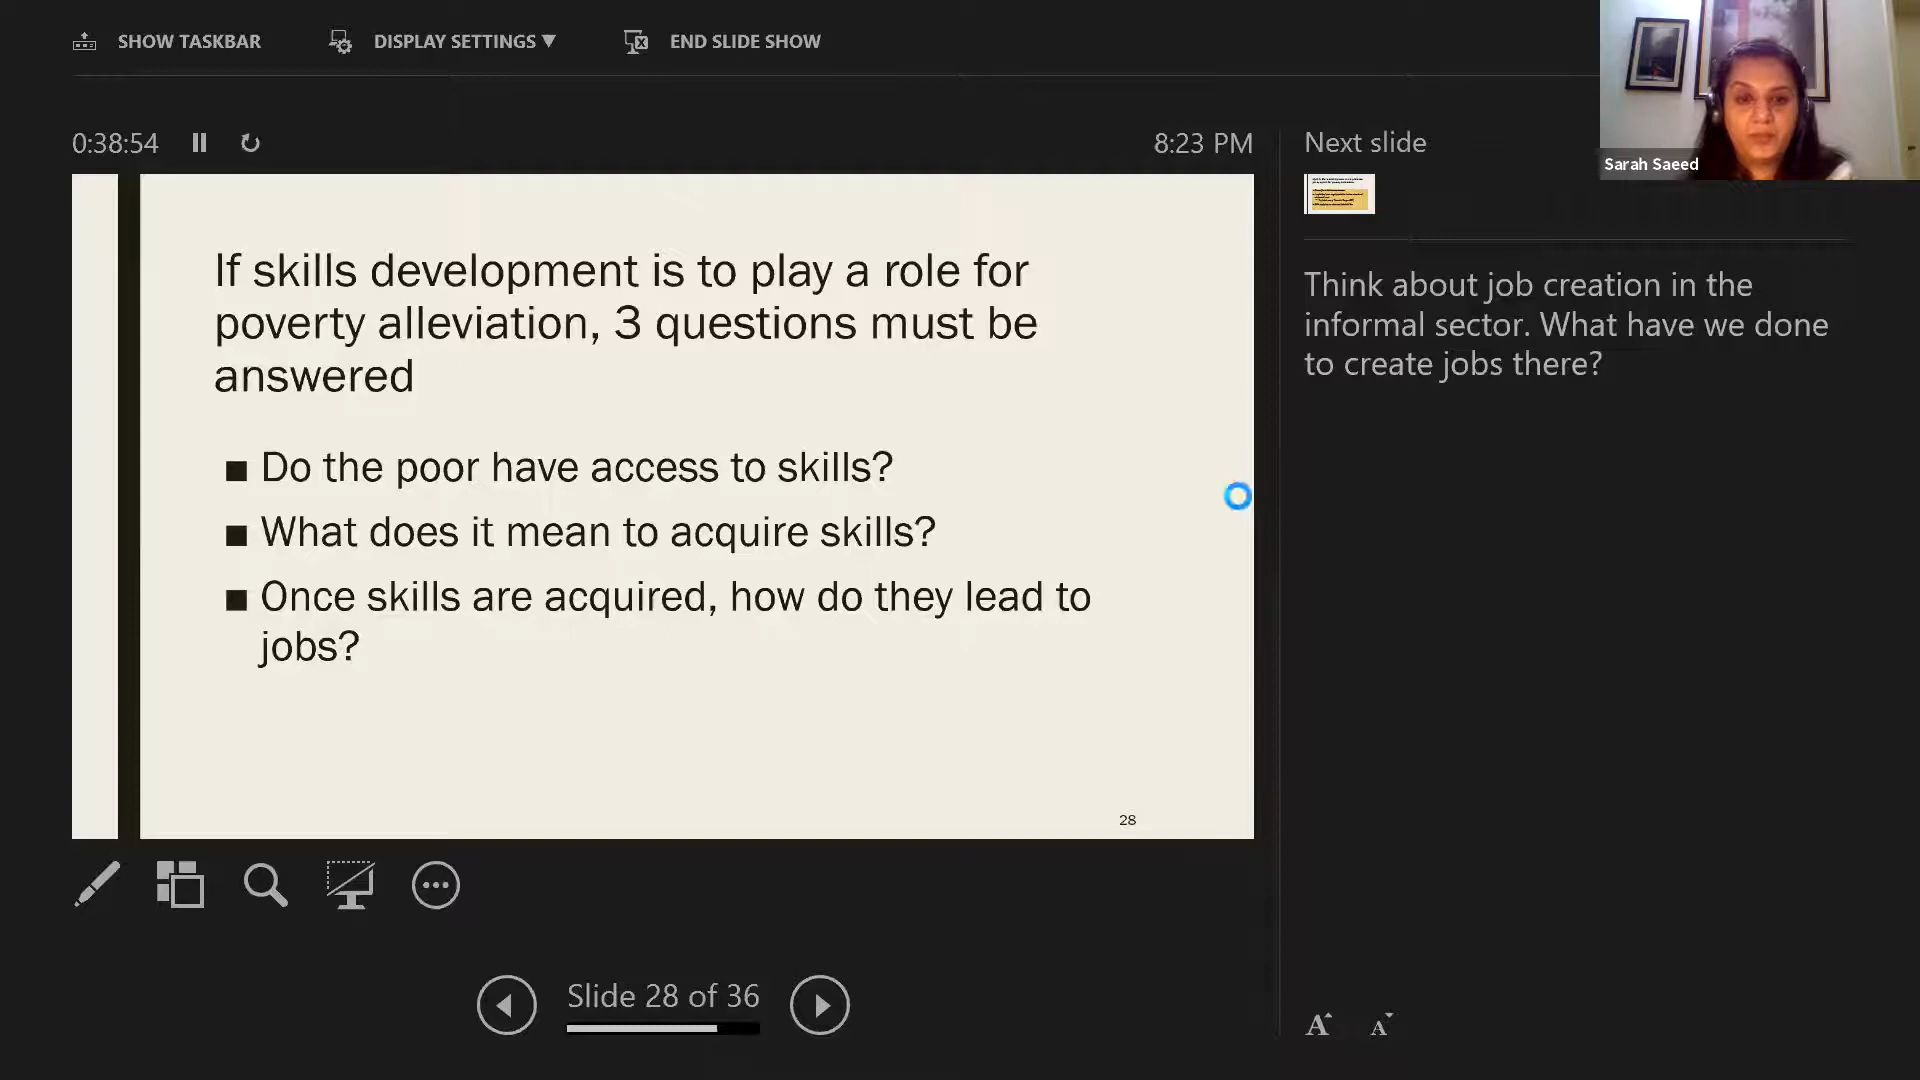 SHOW TASKBAR
DISPLAY SETTINGS ▼
END SLIDE SHOW
0:38:54
8:23 PM
Next slide
Sarah Saeed
If skills development is to play a role for
poverty alleviation, 3 questions must be
answered
■ Do the poor have access to skills?
■ What does it mean to acquire skills?
■ Once skills are acquired, how do they lead to
jobs?
28
Think about job creation in the
informal sector. What have we done
to create jobs there?
Slide 28 of 36
A
A